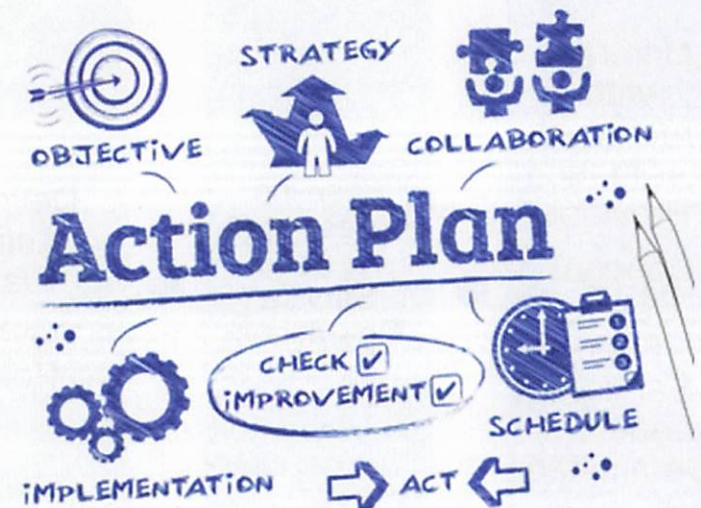 STRATEGY
OBJECTiVE
COLLABORATiON
Action Plan
CHECK
iMPROVEMENT
SCHEDULE
iMPLEMENTATiON
ACT